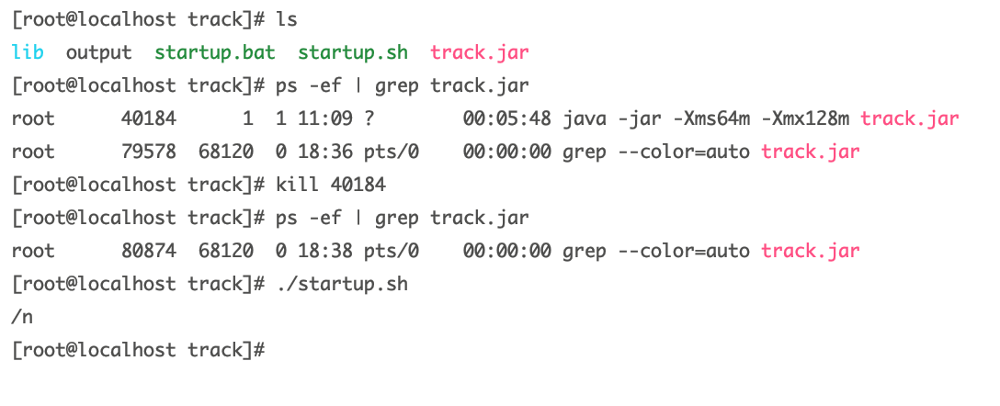 [root@localhost track]# ls
lib  output  startup.bat  startup.sh  track.jar
[root@localhost track]# ps -ef | grep track.jar
root      40184      1  1 11:09 ?        00:05:48 java -jar -Xms64m -Xmx128m track.jar
root      79578  68120  0 18:36 pts/0    00:00:00 grep --color=auto track.jar
[root@localhost track]# kill 40184
[root@localhost track]# ps -ef | grep track.jar
root      80874  68120  0 18:38 pts/0    00:00:00 grep --color=auto track.jar
[root@localhost track]# ./startup.sh
/n
[root@localhost track]#